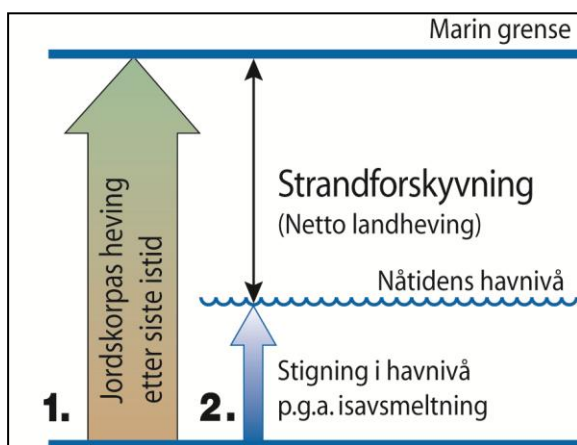 Marin grense
Jordskorpas heving
etter siste istid
Strandforskyvning
(Netto landheving)
Nåtidens havnivå
1.
2.
Stigning i havnivå
p.g.a. isavsmeltning